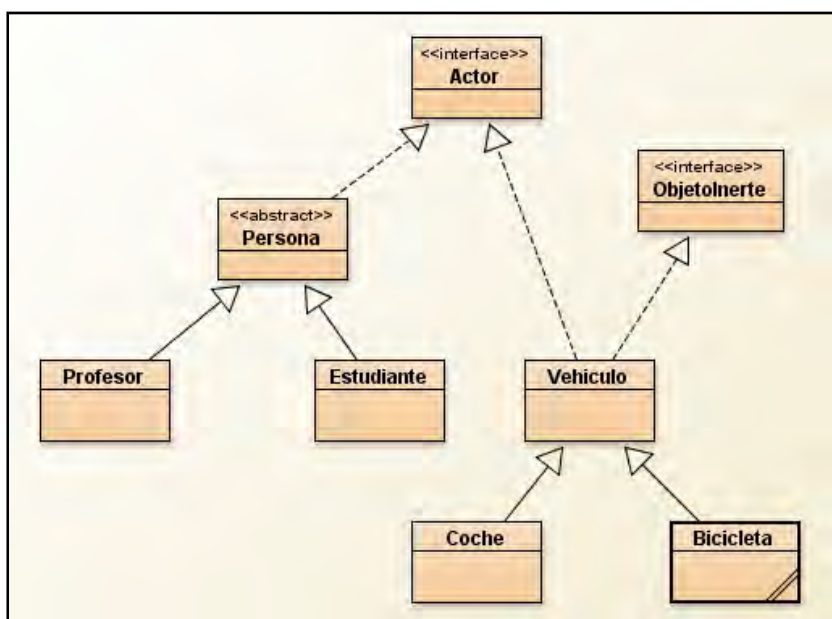 <<interface>>
Actor
<<interface>>
ObjetoInerte
<<abstract>>
Persona
Profesor
Estudiante
Vehiculo
Coche
Bicicleta